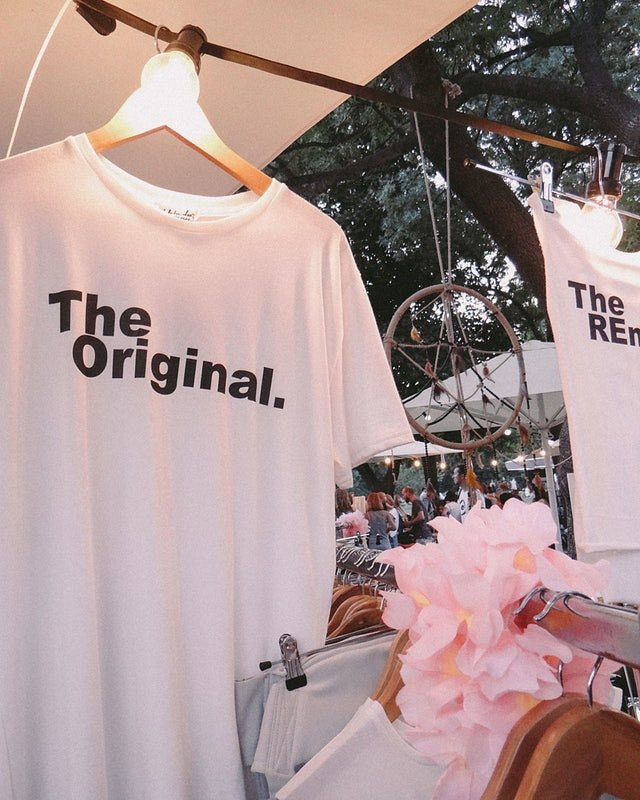 The
Original.
The
REm